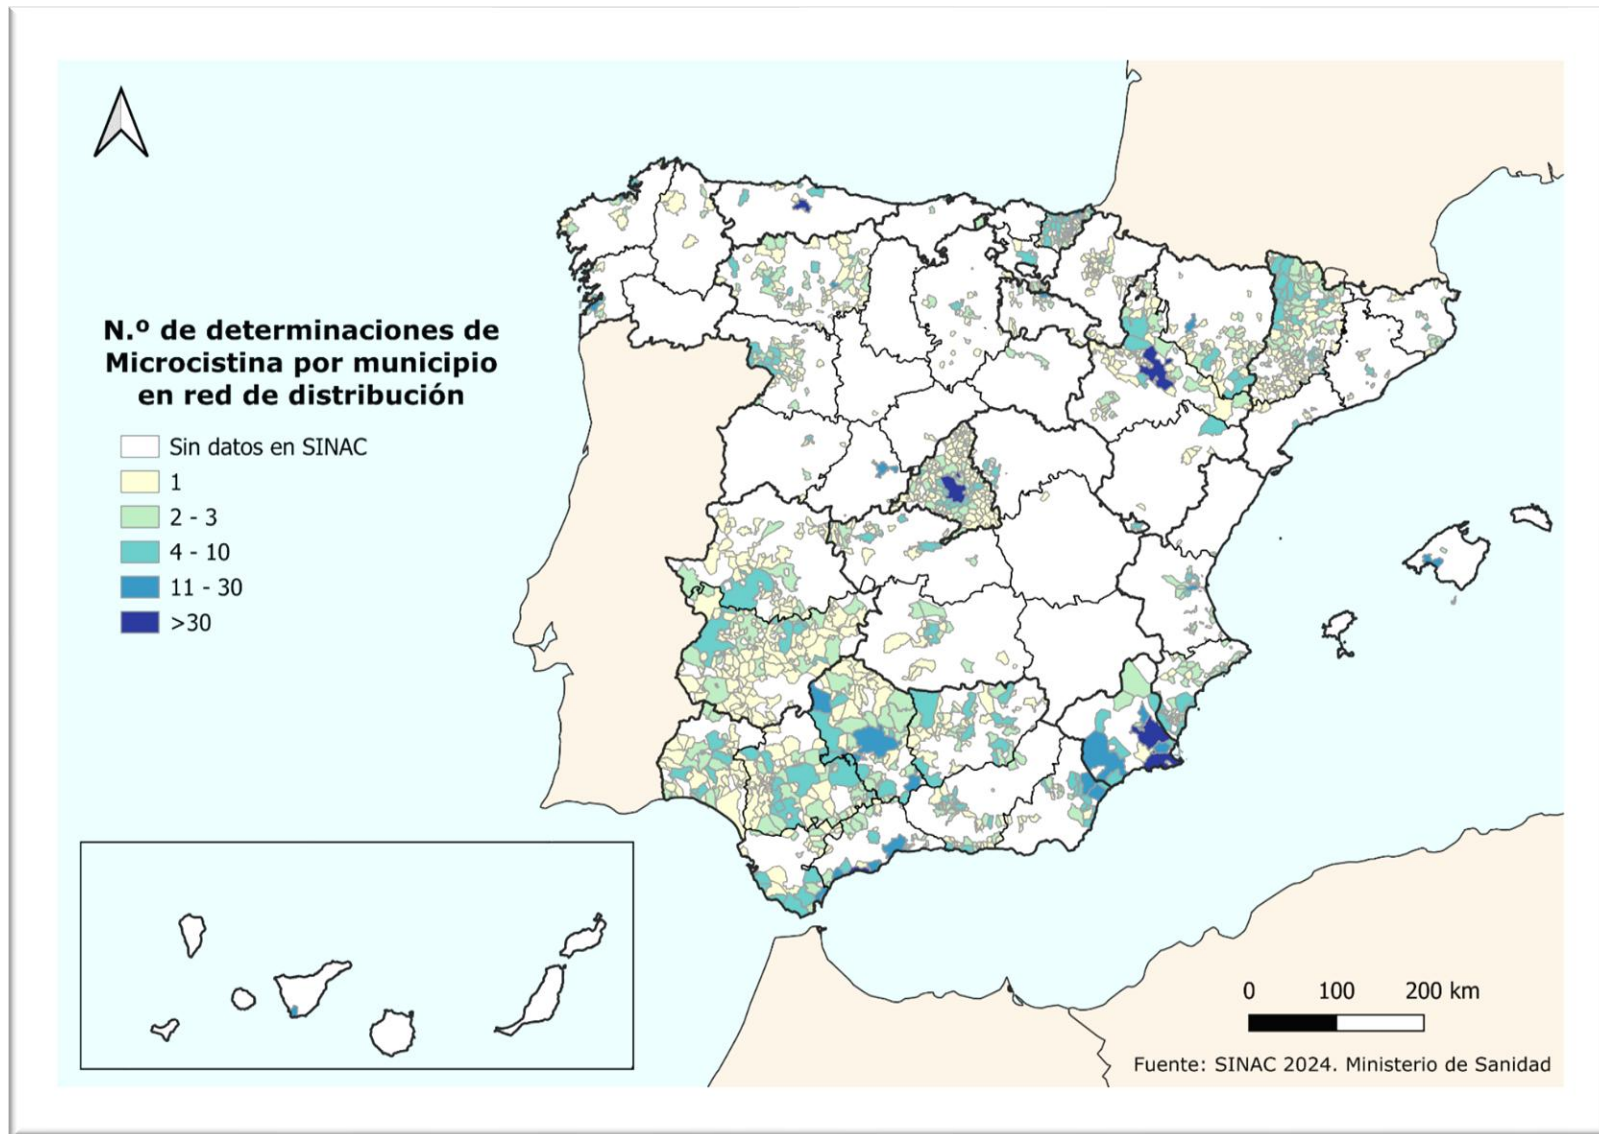 N.º de determinaciones de
Microcistina por municipio
en red de distribución
Sin datos en SINAC
1
2 - 3
4 - 10
11 - 30
>30
0 100 200 km
Fuente: SINAC 2024. Ministerio de Sanidad